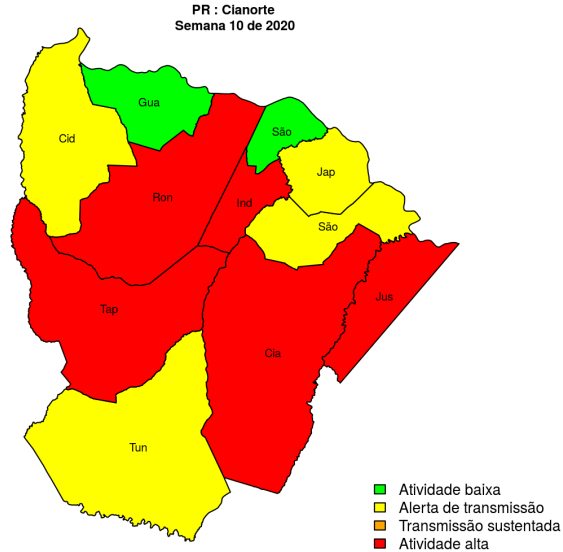 PR : Cianorte
Semana 10 de 2020
Gua
São
Cid
Jap
Ron
Ind
São
Jus
Tap
Cia
Tun
Atividade baixa
Alerta de transmissão
Transmissão sustentada
Atividade alta